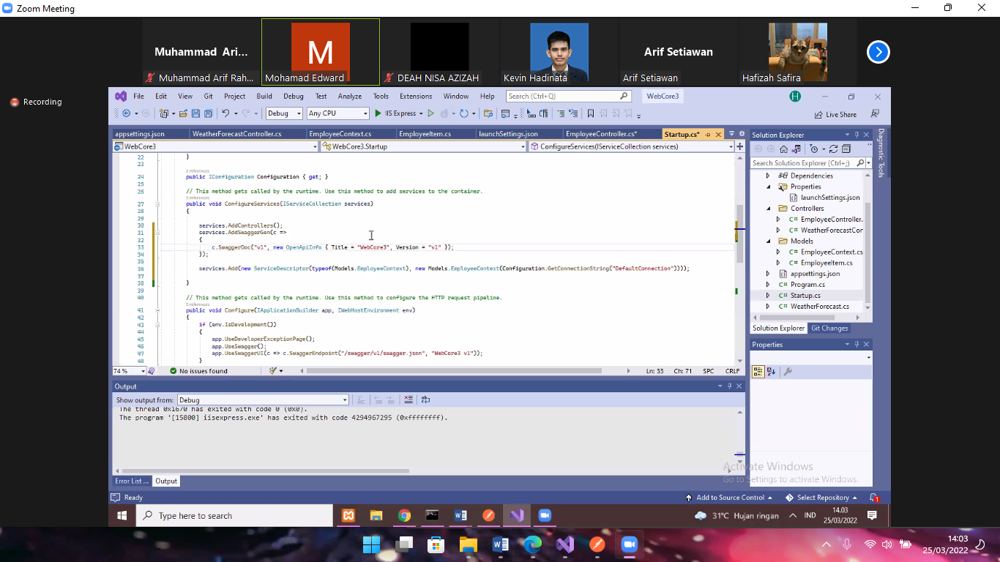 Zoom Meeting
Muhammad Ari...
M
Arif Setiawan
Muhammad Arif Rah...
Mohamad Edward
DEAH NISA AZIZAH
Kevin Hadinata
Arif Setiawan
Hafizah Safira
Recording
File Edit View Git Project Build Debug Test Analyze Tools Extensions Window Help Search (Ctrl+Q) WebCore3
H
Debug Any CPU IIS Express Live Share
appsettings.json WeatherForecastController.cs EmployeeContext.cs EmployeeItem.cs launchSettings.json EmployeeController.cs* Startup.cs*
WebCore3 WebCore3.Startup ConfigureServices(IServiceCollection services)
22 }
23
2 references
24 public IConfiguration Configuration { get; }
25
26 // This method gets called by the runtime. Use this method to add services to the container.
0 references
27 public void ConfigureServices(IServiceCollection services)
28 {
29
30 services.AddControllers();
31 services.AddSwaggerGen(c =>
32 {
33 c.SwaggerDoc("v1", new OpenApiInfo { Title = "WebCore3", Version = "v1" });
34 });
35
36 services.Add(new ServiceDescriptor(typeof(Models.EmployeeContext), new Models.EmployeeContext(Configuration.GetConnectionString("DefaultConnection"))));
37
38 }
39
40 // This method gets called by the runtime. Use this method to configure the HTTP request pipeline.
0 references
41 public void Configure(IApplicationBuilder app, IWebHostEnvironment env)
42 {
43 if (env.IsDevelopment())
44 {
45 app.UseDeveloperExceptionPage();
46 app.UseSwagger();
47 app.UseSwaggerUI(c => c.SwaggerEndpoint("/swagger/v1/swagger.json", "WebCore3 v1"));
48 }
74 % No issues found Ln: 33 Ch: 71 SPC CRLF
Solution Explorer
Search Solution Explorer (Ctrl+;)
Dependencies
Properties
launchSettings.json
Controllers
EmployeeController.
WeatherForecastCor
Models
EmployeeContext.cs
EmployeeItem.cs
appsettings.json
Program.cs
Startup.cs
WeatherForecast.cs
Solution Explorer Git Changes
Properties
Diagnostic Tools
Output
Show output from: Debug
The thread 0x1670 has exited with code 0 (0x0).
The program '[15800] iisexpress.exe' has exited with code 4294967295 (0xffffffff).
Error List ... Output
Activate Windows
Go to Settings to activate Windows.
Ready Add to Source Control Select Repository 1
Type here to search
31°C Hujan ringan IND
14.03
25/03/2022
14:03
25/03/2022